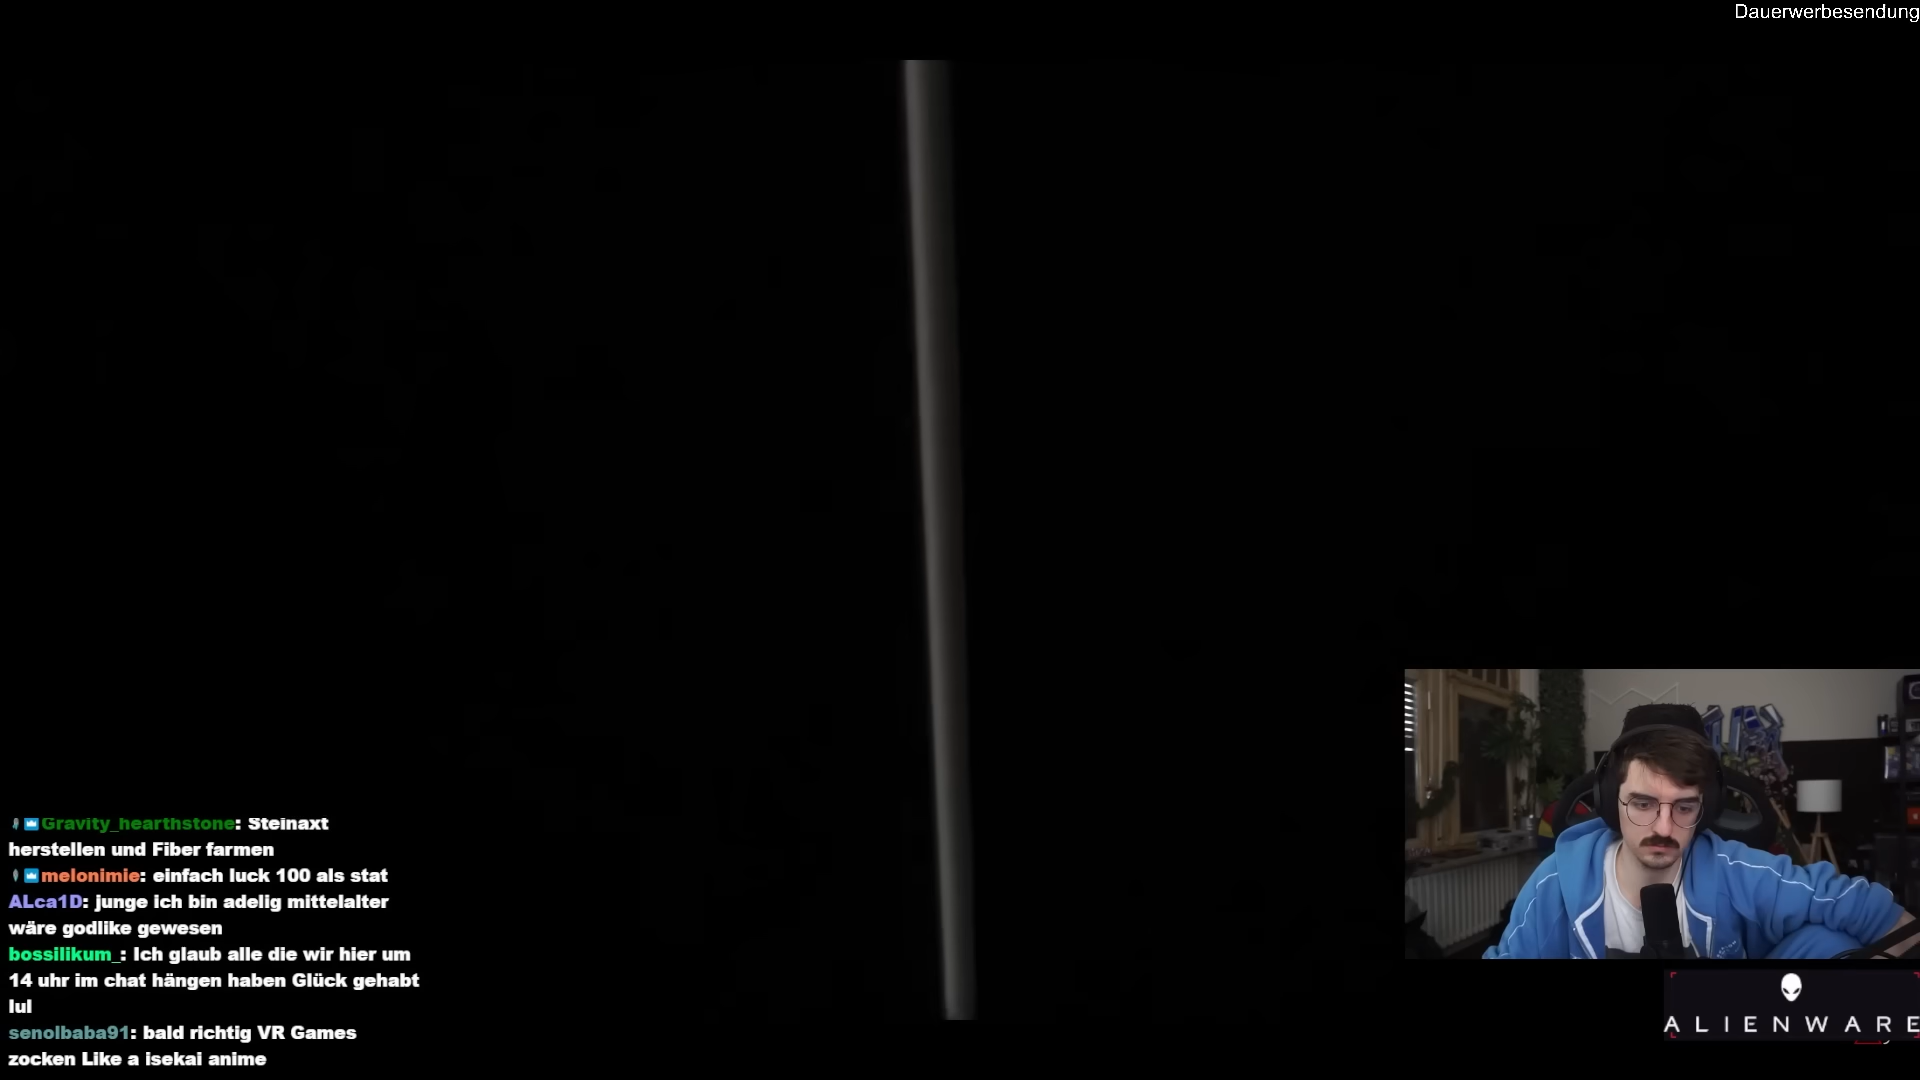 Dauerwerbesendung
Gravity_hearthstone: Steinaxt
herstellen und Fiber farmen
melonimie: einfach luck 100 als stat
ALca1D: junge ich bin adelig mittelalter
wäre godlike gewesen
bossilikum_: Ich glaub alle die wir hier um
14 uhr im chat hängen haben Glück gehabt
lul
senolbaba91: bald richtig VR Games
zocken Like a isekai anime
ALIENWARE